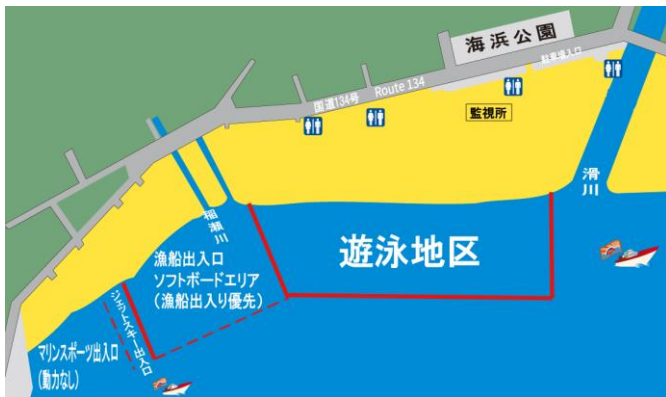 海浜公園
駐車場入口
国道134号 Route 134
監視所
滑川
稲瀬川
遊泳地区
漁船出入口
ソフトボードエリア
(漁船出入り優先)
ジェットスキー出入口
マリンスポーツ出入口
(動力なし)